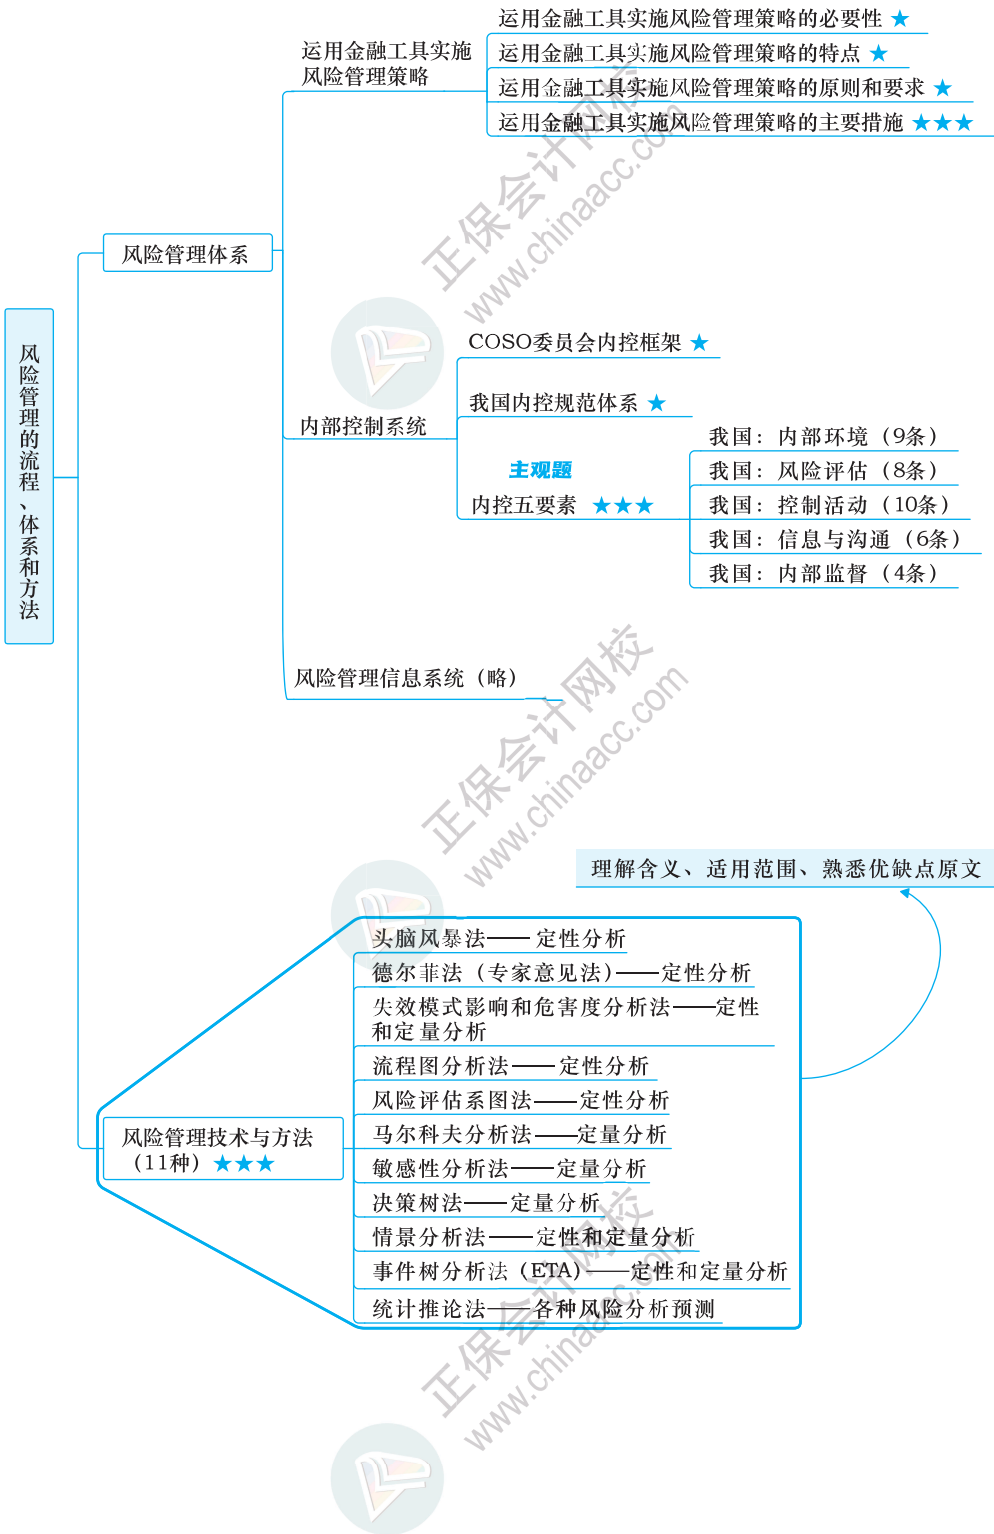 风险管理的流程、体系和方法
风险管理体系
运用金融工具实施
风险管理策略
运用金融工具实施风险管理策略的必要性 ★
运用金融工具实施风险管理策略的特点 ★
运用金融工具实施风险管理策略的原则和要求 ★
运用金融工具实施风险管理策略的主要措施 ★★★
内部控制系统
COSO委员会内控框架 ★
我国内控规范体系 ★
主观题
内控五要素 ★★★
我国：内部环境（9条）
我国：风险评估（8条）
我国：控制活动（10条）
我国：信息与沟通（6条）
我国：内部监督（4条）
风险管理信息系统（略）
理解含义、适用范围、熟悉优缺点原文
风险管理技术与方法
（11种）★★★
头脑风暴法——定性分析
德尔菲法（专家意见法）——定性分析
失效模式影响和危害度分析法——定性
和定量分析
流程图分析法——定性分析
风险评估系图法——定性分析
马尔科夫分析法——定量分析
敏感性分析法——定量分析
决策树法——定量分析
情景分析法——定性和定量分析
事件树分析法（ETA）——定性和定量分析
统计推论法——各种风险分析预测
正保会计网校
www.chinaacc.com
正保会计网校
www.chinaacc.com
正保会计网校
www.chinaacc.com